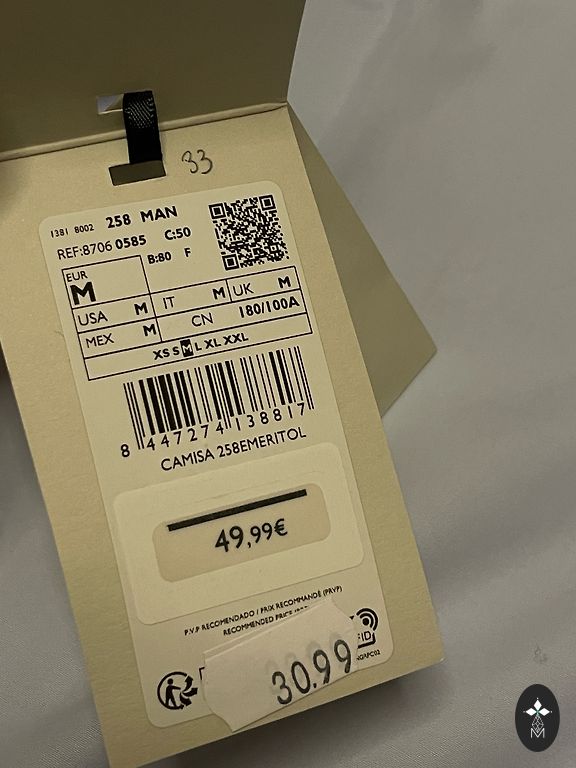 33
1381 8002 258 MAN
REF:8706 0585 C:50
B:80 F
EUR
M
USA M IT M UK M
MEX M CN 180/100A
XS S M L XL XXL
8 447274 138817
CAMISA 258EMERITOL
49,99€
P.V.P RECOMENDADO / PRIX RECOMMANDÉ (PRVP)
RECOMMENDED PRICE
30.99
M